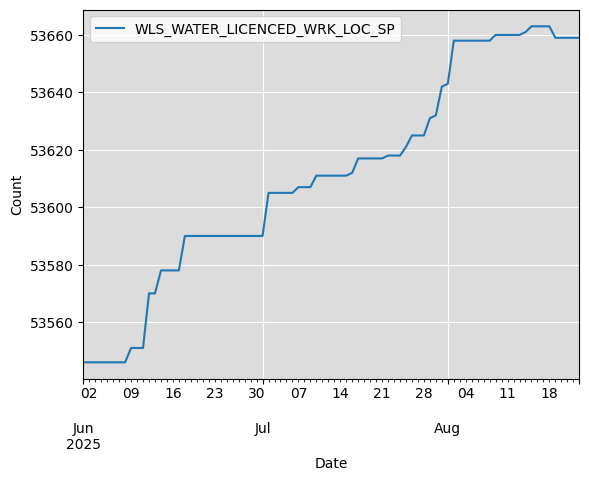 WLS_WATER_LICENCED_WRK_LOC_SP
53660
53640
53620
53600
53580
53560
Count
02 09 16 23 30 07 14 21 28 04 11 18
Jun Jul Aug
2025
Date